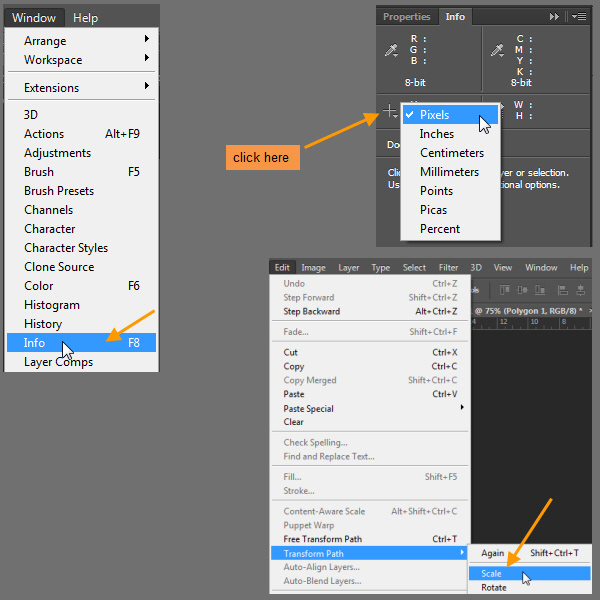 Window Help
Arrange
Workspace
Extensions
3D
Actions Alt+F9
Adjustments
Brush F5
Brush Presets
Channels
Character
Character Styles
Clone Source
Color F6
Histogram
History
Info F8
Layer Comps
click here
Properties Info
R : C :
G : M :
B : Y :
K :
8-bit 8-bit
W :
H :
Pixels
Inches
Centimeters
Millimeters
Points
Picas
Percent
yer or selection.
options.
Edit Image Layer Type Select Filter 3D View Window Help
@ 75% (Polygon 1, RGB/8) *
12 10 8
Undo Ctrl+Z
Step Forward Shift+Ctrl+Z
Step Backward Alt+Ctrl+Z
Fade... Shift+Ctrl+F
Cut Ctrl+X
Copy Ctrl+C
Copy Merged Shift+Ctrl+C
Paste Ctrl+V
Paste Special
Clear
Check Spelling...
Find and Replace Text...
Fill... Shift+F5
Stroke...
Content-Aware Scale Alt+Shift+Ctrl+C
Puppet Warp
Free Transform Path Ctrl+T
Transform Path
Auto-Align Layers...
Auto-Blend Layers...
Again Shift+Ctrl+T
Scale
Rotate